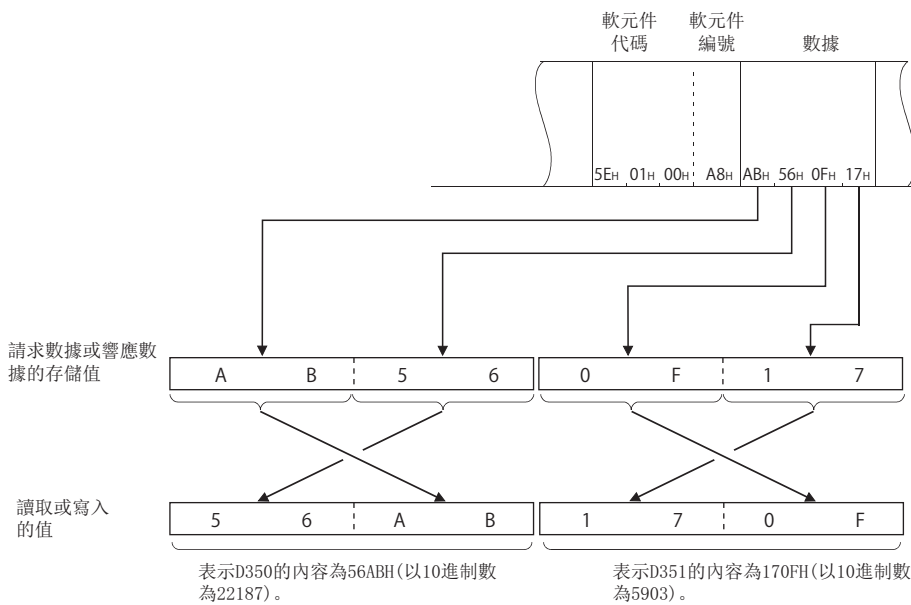 軟元件 軟元件
代碼 編號 數據
5EH 01H 00H A8H ABH 56H 0FH 17H
請求數據或響應數
據的存儲值
A B 5 6 0 F 1 7
讀取或寫入
的值
5 6 A B 1 7 0 F
表示D350的內容為56ABH(以10進制數
為22187)。
表示D351的內容為170FH(以10進制數
為5903)。